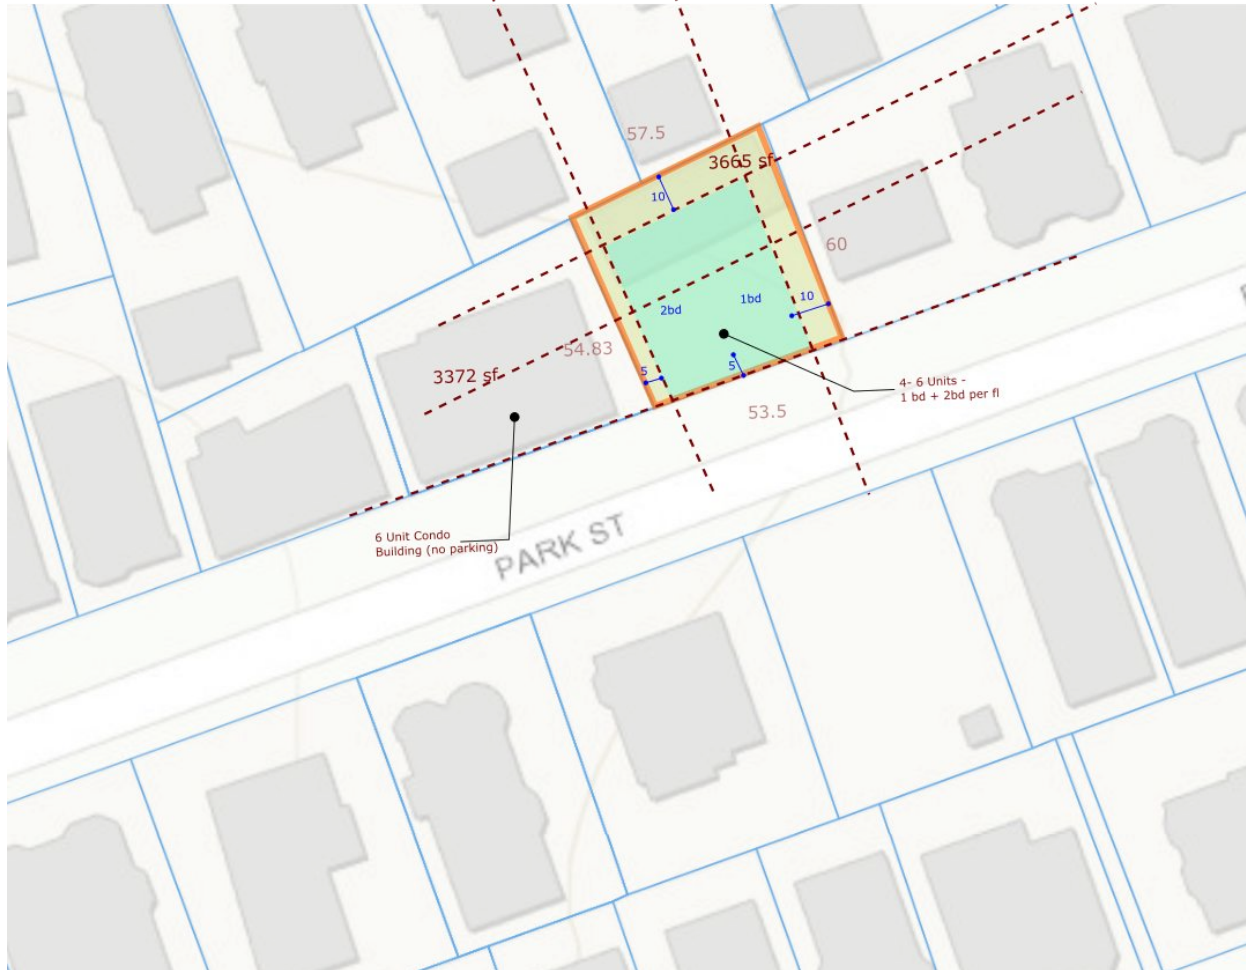 57.5
3665 sf
10
60
10
2bd
1bd
54.83
5
5
3372 sf
53.5
4- 6 Units -
1 bd + 2bd per fl
6 Unit Condo
Building (no parking)
PARK ST